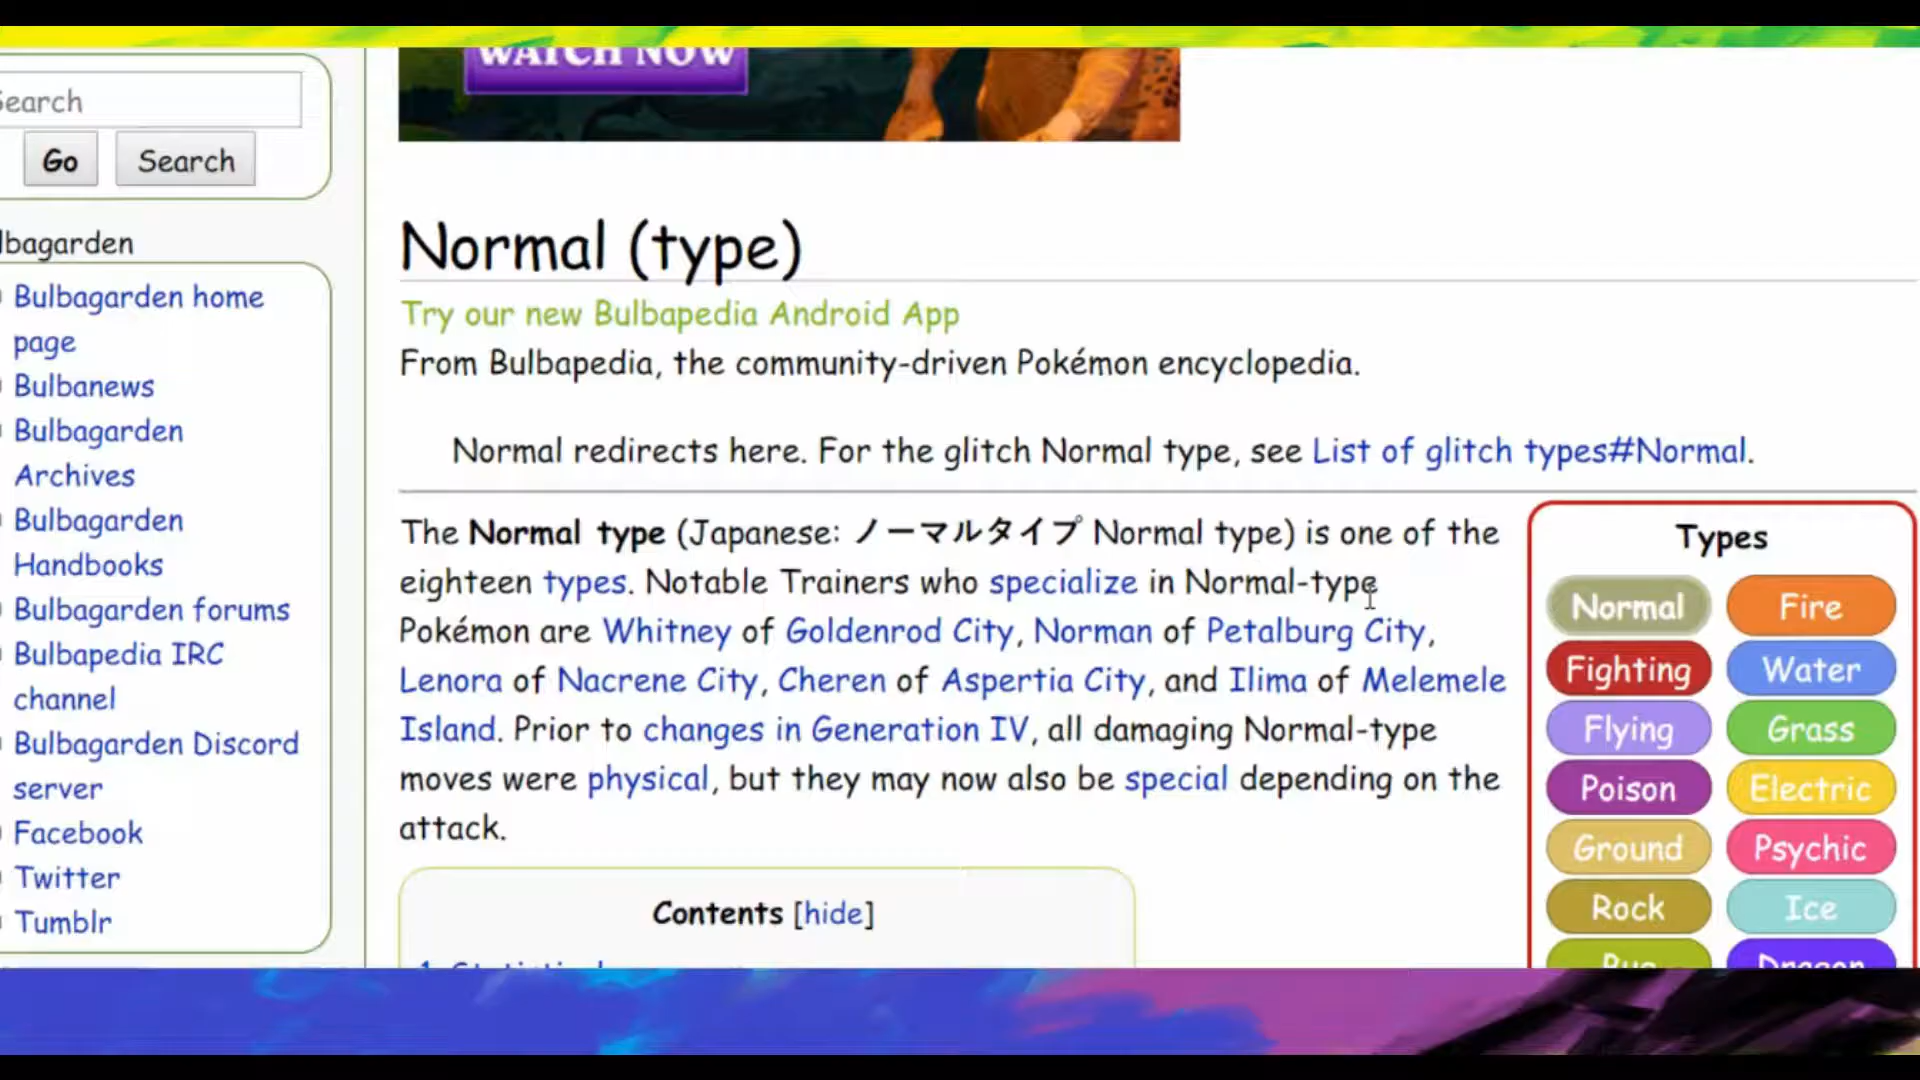 WATCH NOW
Search
Go
Search
lbagarden
Bulbagarden home
page
Bulbanews
Bulbagarden
Archives
Bulbagarden
Handbooks
Bulbagarden forums
Bulbapedia IRC
channel
Bulbagarden Discord
server
Facebook
Twitter
Tumblr
Normal (type)
Try our new Bulbapedia Android App
From Bulbapedia, the community-driven Pokémon encyclopedia.
Normal redirects here. For the glitch Normal type, see List of glitch types#Normal.
The Normal type (Japanese: ノーマルタイプ Normal type) is one of the
eighteen types. Notable Trainers who specialize in Normal-type
Pokémon are Whitney of Goldenrod City, Norman of Petalburg City,
Lenora of Nacrene City, Cheren of Aspertia City, and Ilima of Melemele
Island. Prior to changes in Generation IV, all damaging Normal-type
moves were physical, but they may now also be special depending on the
attack.
Contents [hide]
Types
Normal Fire
Fighting Water
Flying Grass
Poison Electric
Ground Psychic
Rock Ice
Bug Dragon